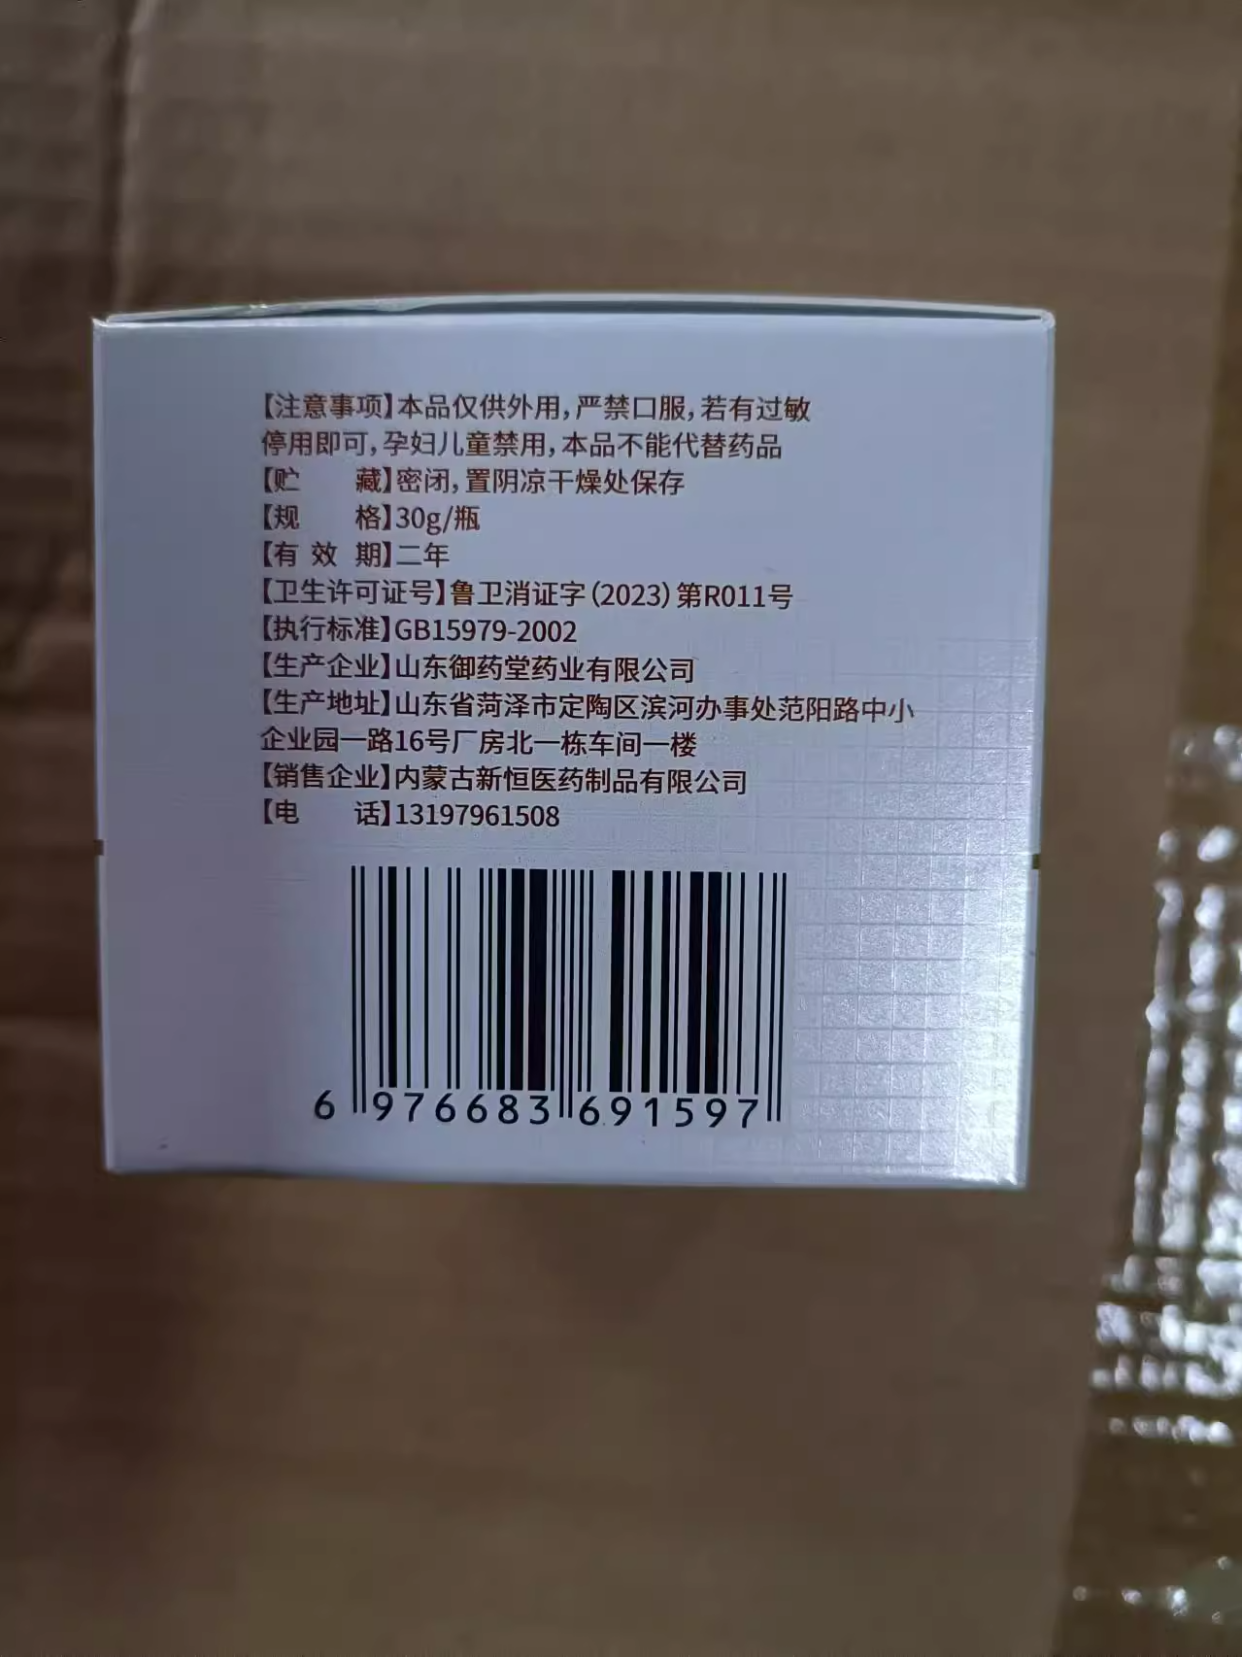 【注意事项】本品仅供外用,严禁口服,若有过敏
停用即可,孕妇儿童禁用,本品不能代替药品
【贮 藏】密闭,置阴凉干燥处保存
【规 格】30g/瓶
【有 效 期】二年
【卫生许可证号】鲁卫消证字(2023)第R011号
【执行标准】GB15979-2002
【生产企业】山东御药堂药业有限公司
【生产地址】山东省菏泽市定陶区滨河办事处范阳路中小
企业园一路16号厂房北一栋车间一楼
【销售企业】内蒙古新恒医药制品有限公司
【电 话】13197961508
6 976683 691597